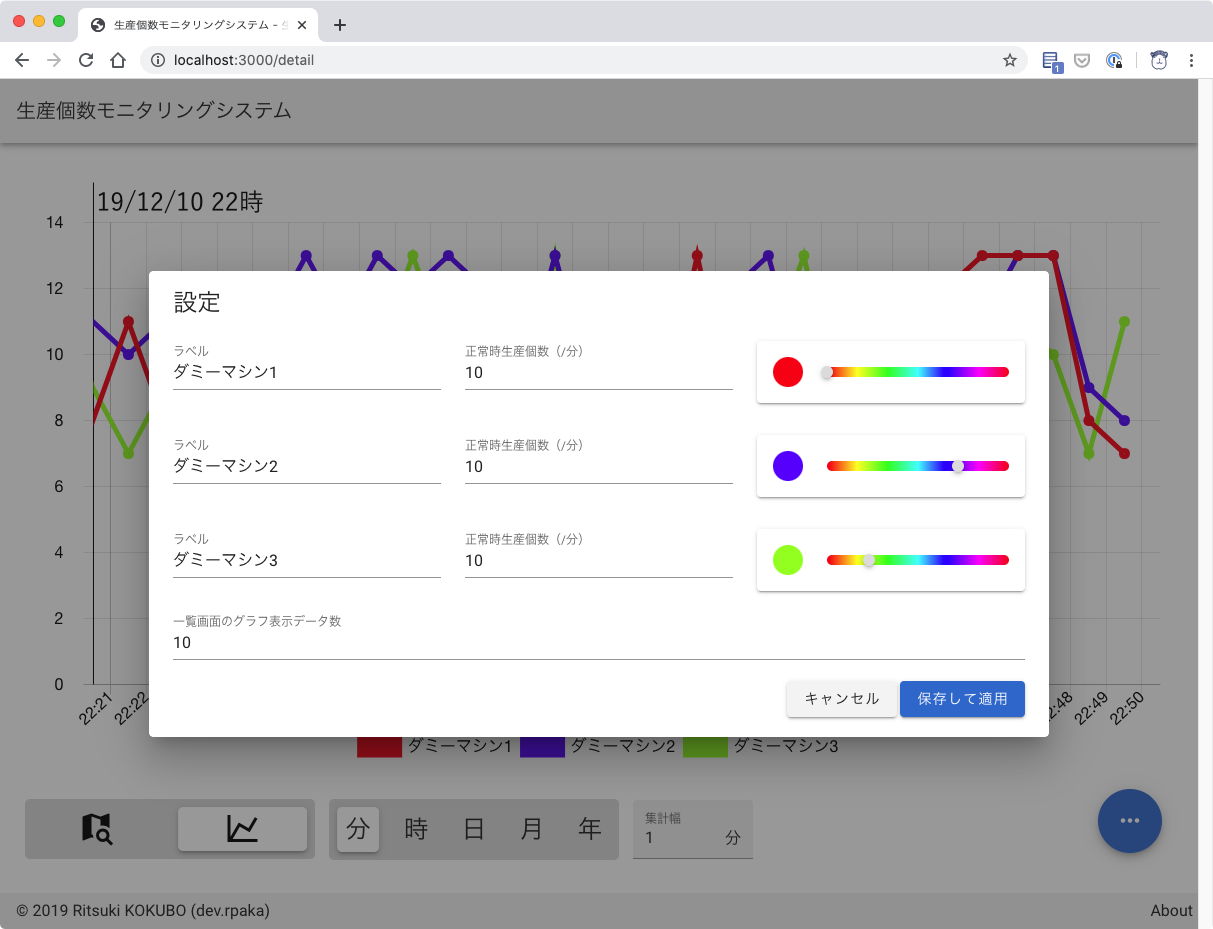 生産個数モニタリングシステム - 
localhost:3000/detail
1
生産個数モニタリングシステム
19/12/10 22時
14
12
10
8
6
4
2
0
22:21
22:22
:48
22:49
22:50
設定
ラベル
ダミーマシン1
正常時生産個数（/分）
10
ラベル
ダミーマシン2
正常時生産個数（/分）
10
ラベル
ダミーマシン3
正常時生産個数（/分）
10
一覧画面のグラフ表示データ数
10
キャンセル
保存して適用
ダミーマシン1 ダミーマシン2 ダミーマシン3
分 時 日 月 年
集計幅
1 分
© 2019 Ritsuki KOKUBO (dev.rpaka)
About